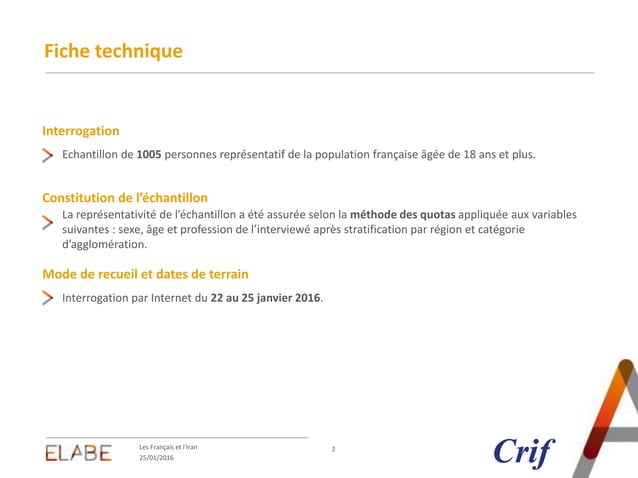 Fiche technique
Interrogation
Echantillon de 1005 personnes représentatif de la population française âgée de 18 ans et plus.
Constitution de l’échantillon
La représentativité de l’échantillon a été assurée selon la méthode des quotas appliquée aux variables
suivantes : sexe, âge et profession de l’interviewé après stratification par région et catégorie
d’agglomération.
Mode de recueil et dates de terrain
Interrogation par Internet du 22 au 25 janvier 2016.
ELABE
Les Français et l'Iran
25/01/2016
2
Crif